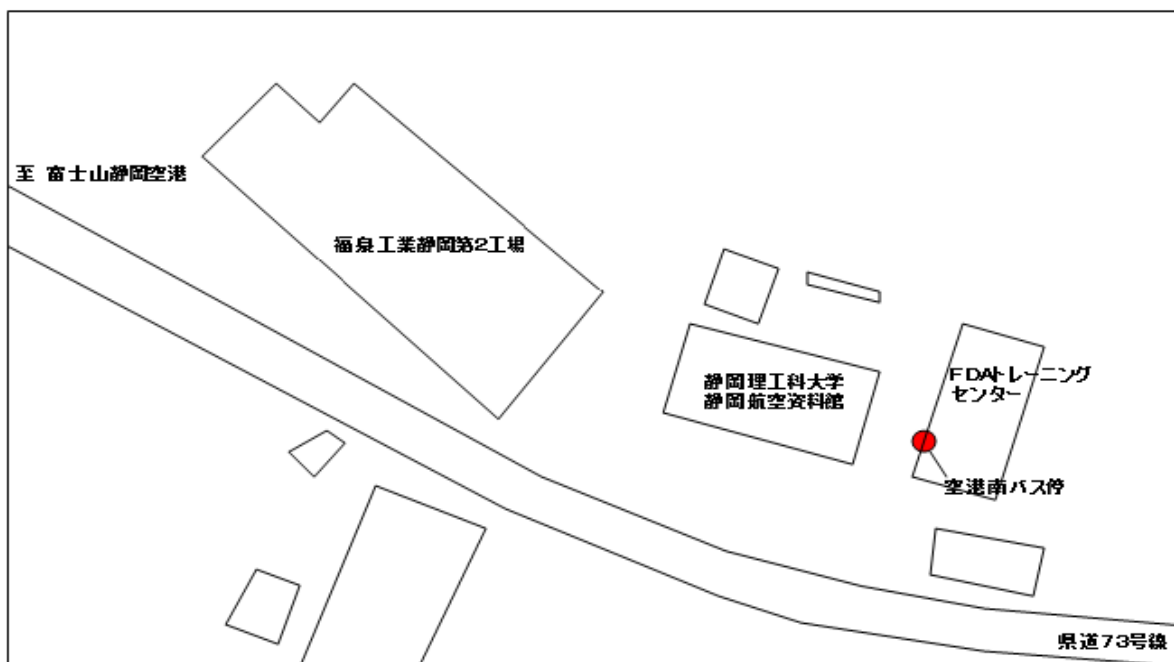 至 富士山静岡空港
福泉工業静岡第2工場
静岡理工科大学
静岡航空資料館
FDAトレーニング
センター
空港南バス停
県道73号線